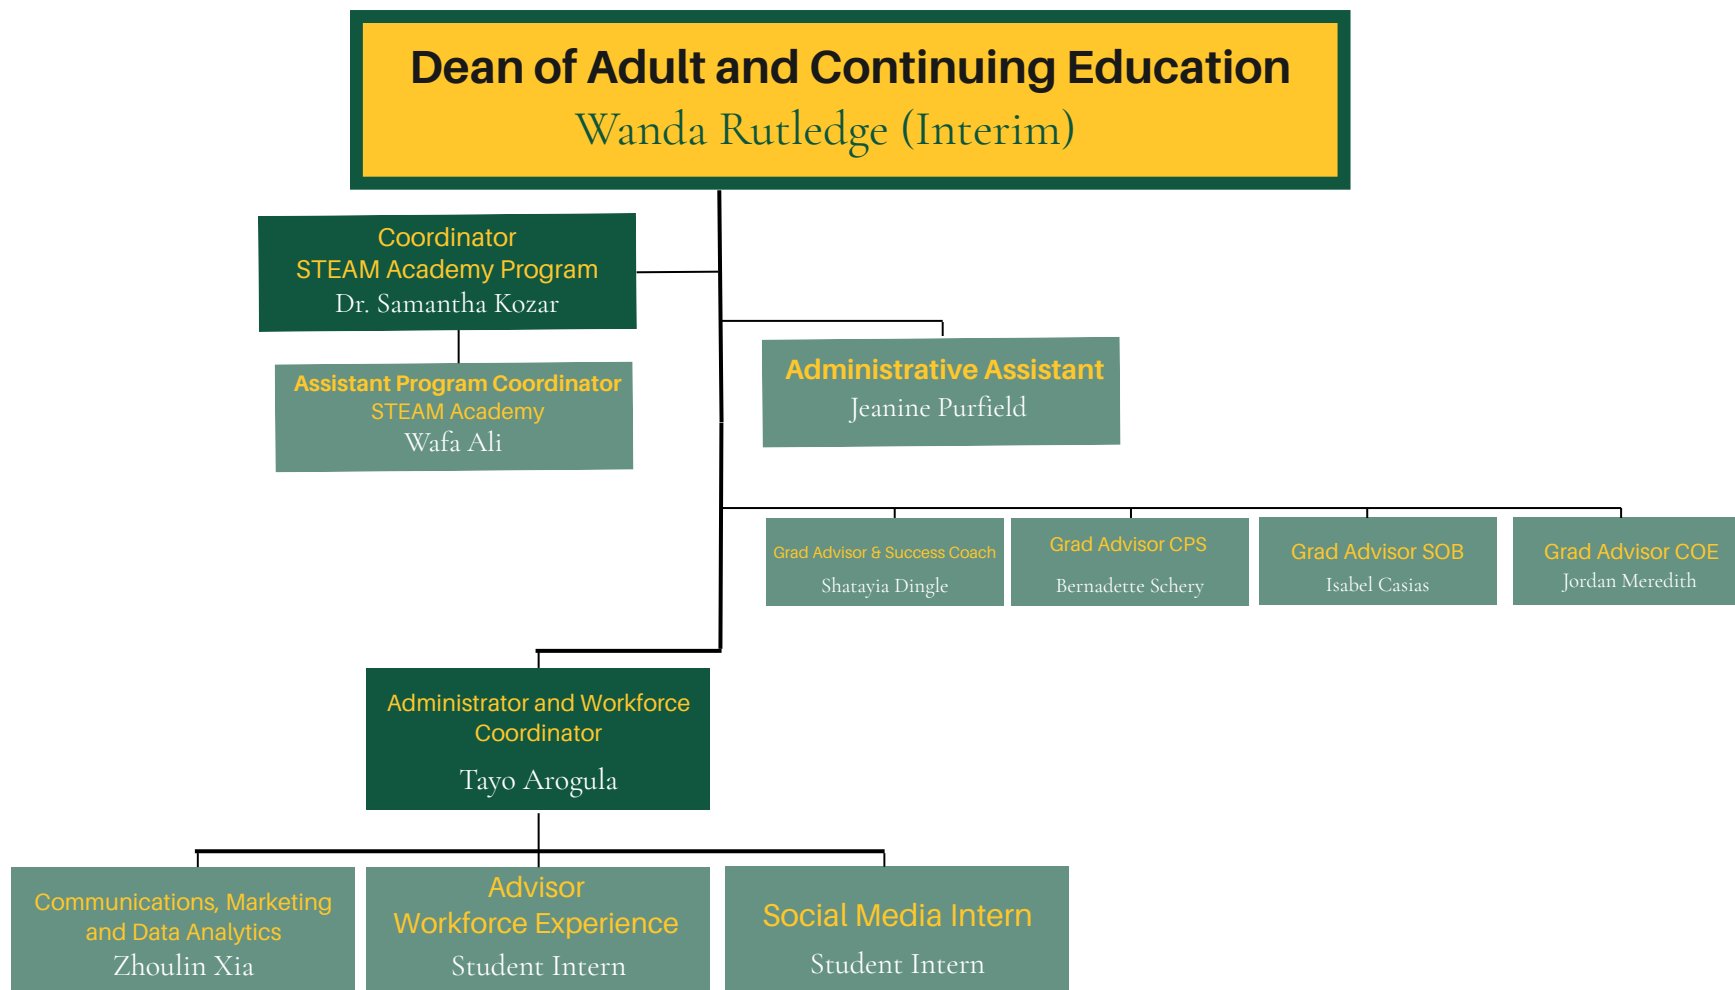 Dean of Adult and Continuing Education
Wanda Rutledge (Interim)
Coordinator
STEAM Academy Program
Dr. Samantha Kozar
Assistant Program Coordinator
STEAM Academy
Wafa Ali
Administrative Assistant
Jeanine Purfield
Grad Advisor & Success Coach
Shatayia Dingle
Grad Advisor CPS
Bernadette Schery
Grad Advisor SOB
Isabel Casias
Grad Advisor COE
Jordan Meredith
Administrator and Workforce
Coordinator
Tayo Arogula
Communications, Marketing
and Data Analytics
Zhoulin Xia
Advisor
Workforce Experience
Student Intern
Social Media Intern
Student Intern